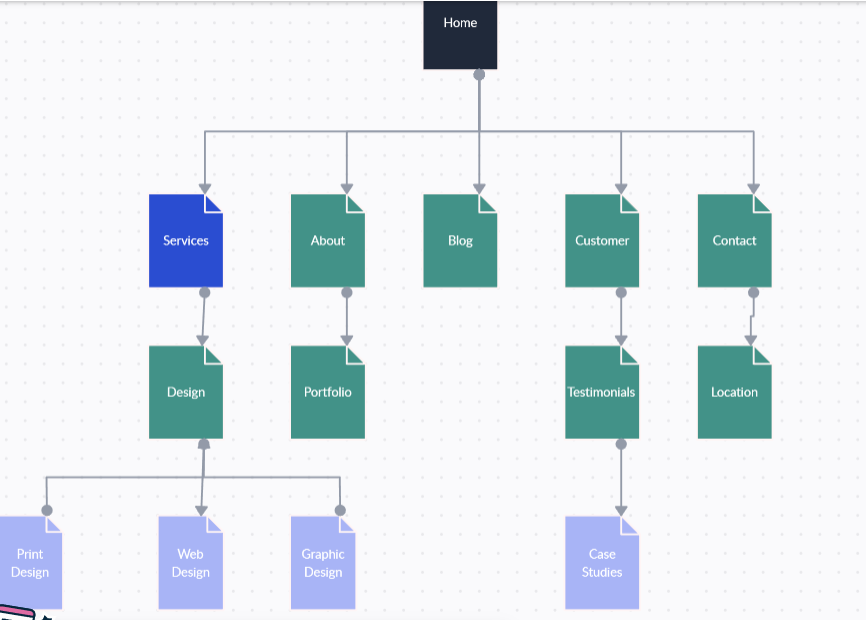 Home
Services
About
Blog
Customer
Contact
Design
Portfolio
Testimonials
Location
Print
Design
Web
Design
Graphic
Design
Case
Studies